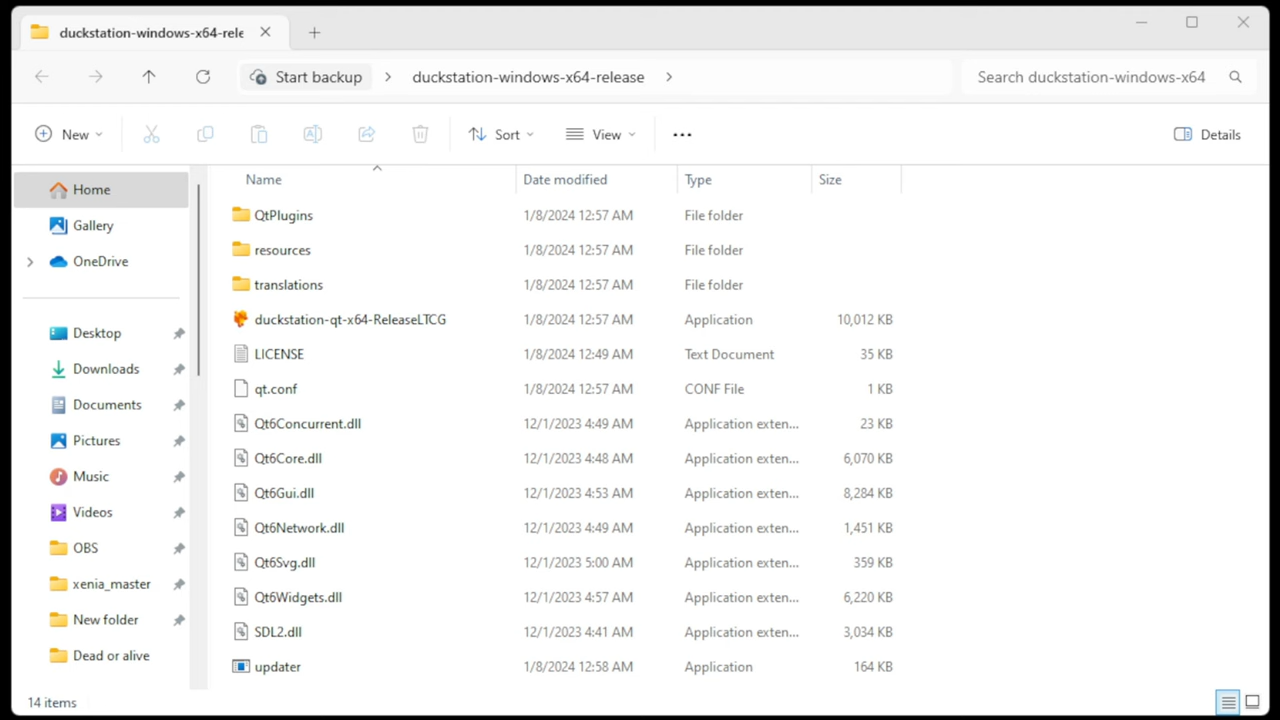 duckstation-windows-x64-rele
Start backup
duckstation-windows-x64-release
Search duckstation-windows-x64
New
Sort
View
Details
Home
Gallery
OneDrive
Desktop
Downloads
Documents
Pictures
Music
Videos
OBS
xenia_master
New folder
Dead or alive
Name Date modified Type Size
QtPlugins 1/8/2024 12:57 AM File folder
resources 1/8/2024 12:57 AM File folder
translations 1/8/2024 12:57 AM File folder
duckstation-qt-x64-ReleaseLTCG 1/8/2024 12:57 AM Application 10,012 KB
LICENSE 1/8/2024 12:49 AM Text Document 35 KB
qt.conf 1/8/2024 12:57 AM CONF File 1 KB
Qt6Concurrent.dll 12/1/2023 4:49 AM Application exten... 23 KB
Qt6Core.dll 12/1/2023 4:48 AM Application exten... 6,070 KB
Qt6Gui.dll 12/1/2023 4:53 AM Application exten... 8,284 KB
Qt6Network.dll 12/1/2023 4:49 AM Application exten... 1,451 KB
Qt6Svg.dll 12/1/2023 5:00 AM Application exten... 359 KB
Qt6Widgets.dll 12/1/2023 4:57 AM Application exten... 6,220 KB
SDL2.dll 12/1/2023 4:41 AM Application exten... 3,034 KB
updater 1/8/2024 12:58 AM Application 164 KB
14 items